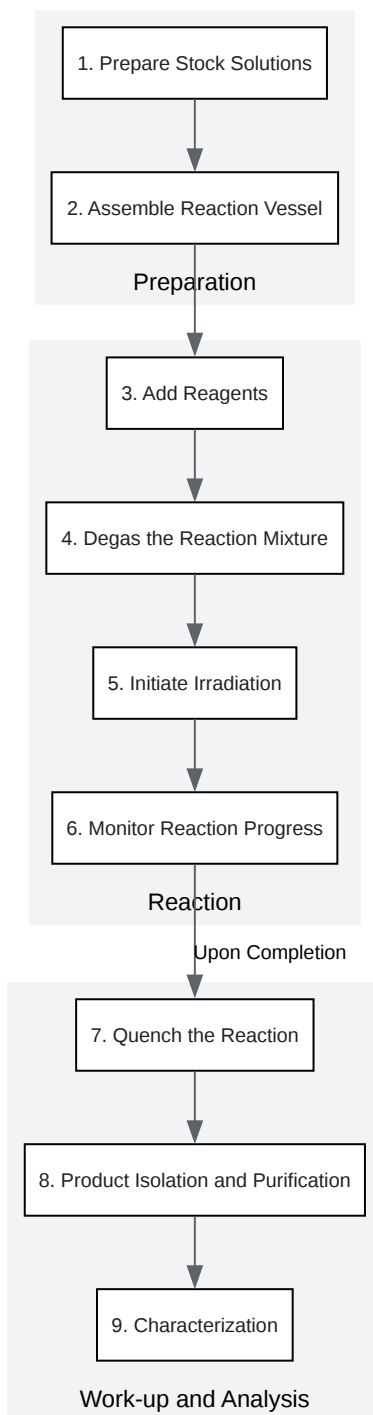 1. Prepare Stock Solutions
2. Assemble Reaction Vessel
Preparation
3. Add Reagents
4. Degas the Reaction Mixture
5. Initiate Irradiation
6. Monitor Reaction Progress
Reaction
Upon Completion
7. Quench the Reaction
8. Product Isolation and Purification
9. Characterization
Work-up and Analysis